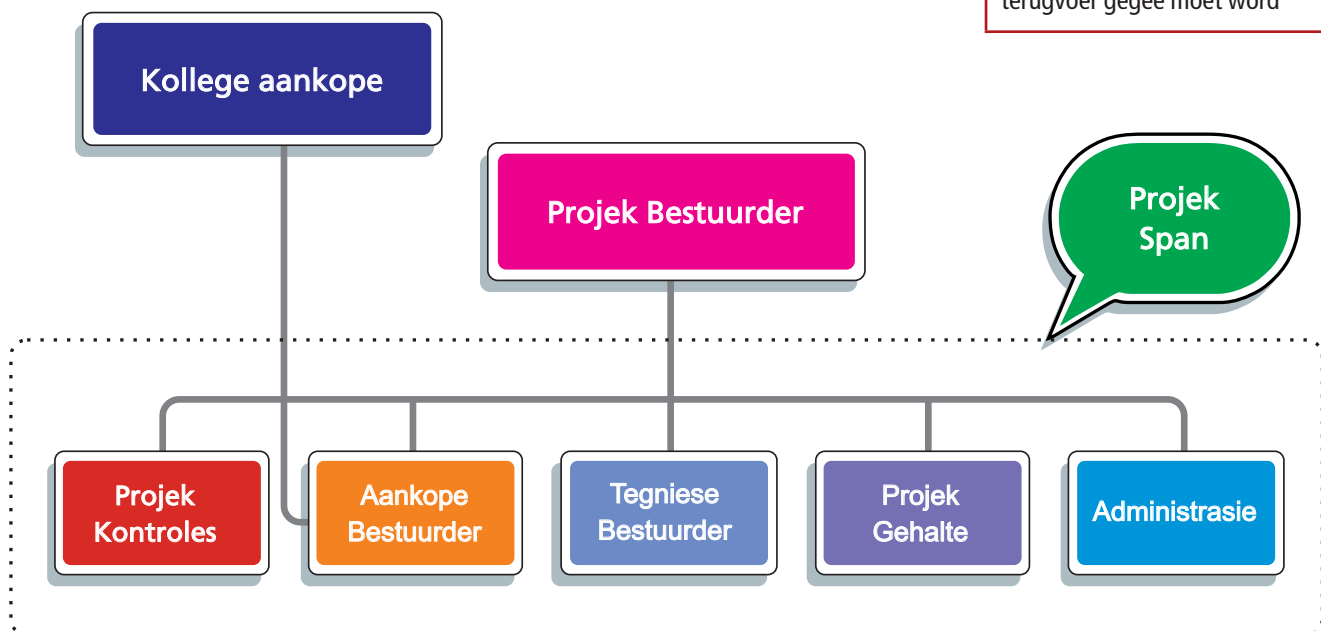 terugvoer gegee moet word
Kollege aankope
Projek Bestuurder
Projek
Span
Projek
Kontroles
Aankope
Bestuurder
Tegniese
Bestuurder
Projek
Gehalte
Administrasie